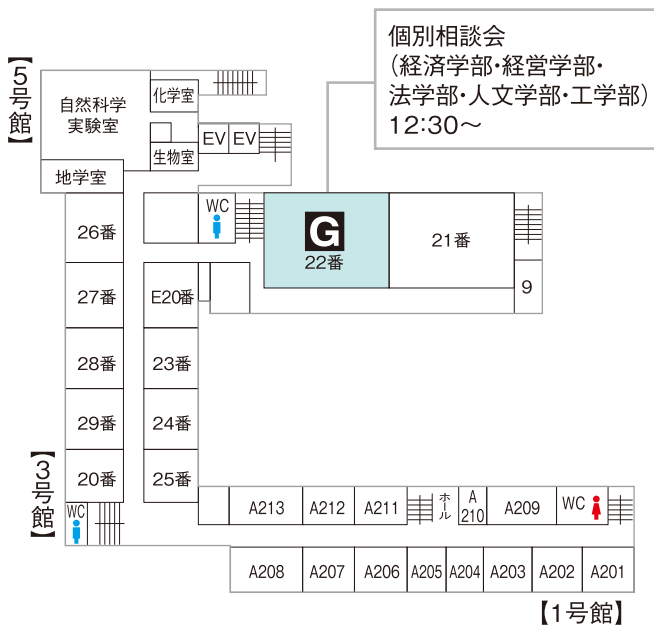 個別相談会
（経済学部・経営学部・
法学部・人文学部・工学部）
12:30～
【5号館】
自然科学
実験室
化学室
生物室
EV
EV
地学室
WC
26番
G
22番
21番
9
27番
E20番
28番
23番
29番
24番
20番
25番
【3号館】
WC
A213
A212
A211
ホール
A
210
A209
WC
A208
A207
A206
A205
A204
A203
A202
A201
【1号館】